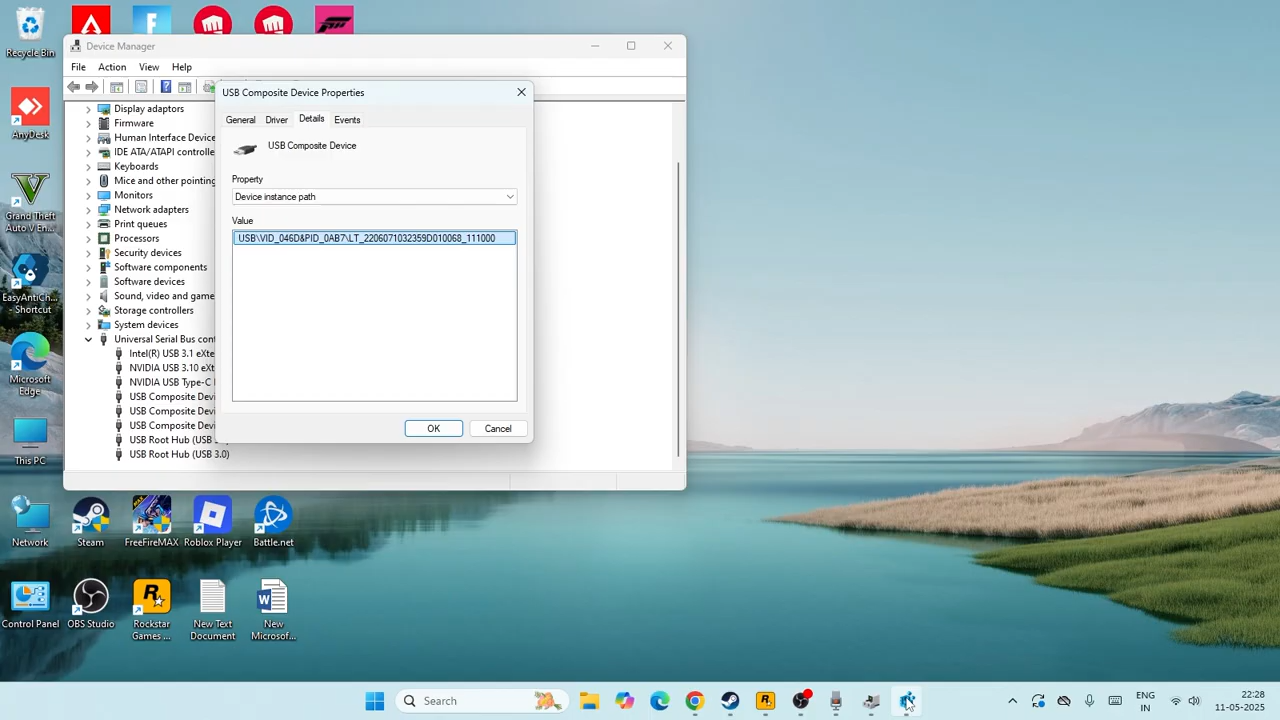 Recycle Bin
Device Manager
File Action View Help
USB Composite Device Properties
General Driver Details Events
USB Composite Device
Property
Device instance path
Value
USB\VID_046D&PID_0AB7\LT_2206071032359D010068_111000
OK Cancel
Display adaptors
Firmware
Human Interface Device
IDE ATA/ATAPI controlle
Keyboards
Mice and other pointing
Monitors
Network adapters
Print queues
Processors
Security devices
Software components
Software devices
Sound, video and game
Storage controllers
System devices
Universal Serial Bus cont
Intel(R) USB 3.1 eXte
NVIDIA USB 3.10 eXt
NVIDIA USB Type-C
USB Composite Devi
USB Composite Devi
USB Composite Devi
USB Root Hub (USB 3.
USB Root Hub (USB 3.0)
AnyDesk
Grand Theft
Auto V En...
EasyAntiCh...
- Shortcut
Microsoft
Edge
This PC
Network
Steam
FreeFireMAX
Roblox Player
Battle.net
Control Panel
OBS Studio
Rockstar
Games ...
New Text
Document
New
Microsof...
Search
ENG
IN
22:28
11-05-2025